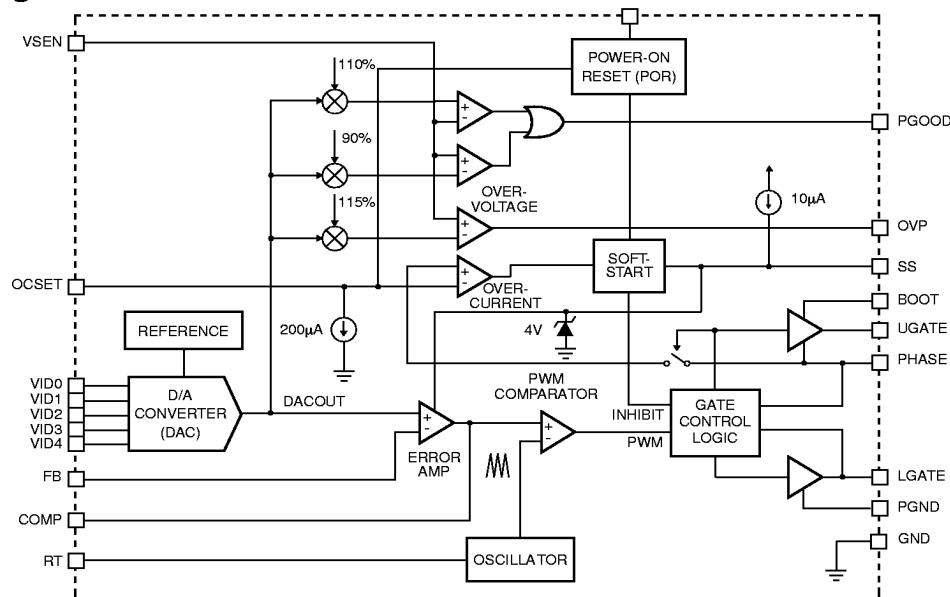 VSEN
110%
POWER-ON
RESET (POR)
PGOOD
90%
OVER-
VOLTAGE
10µA
115%
OVP
SOFT-
START
SS
OCSET
OVER-
CURRENT
BOOT
200µA
4V
UGATE
REFERENCE
PHASE
PWM
COMPARATOR
VID0
VID1
VID2
VID3
VID4
D/A
CONVERTER
(DAC)
DACOUT
INHIBIT
GATE
CONTROL
LOGIC
PWM
+
-
+
-
+
-
+
-
+
-
+
-
ERROR
AMP
FB
LGATE
PGND
COMP
GND
OSCILLATOR
RT